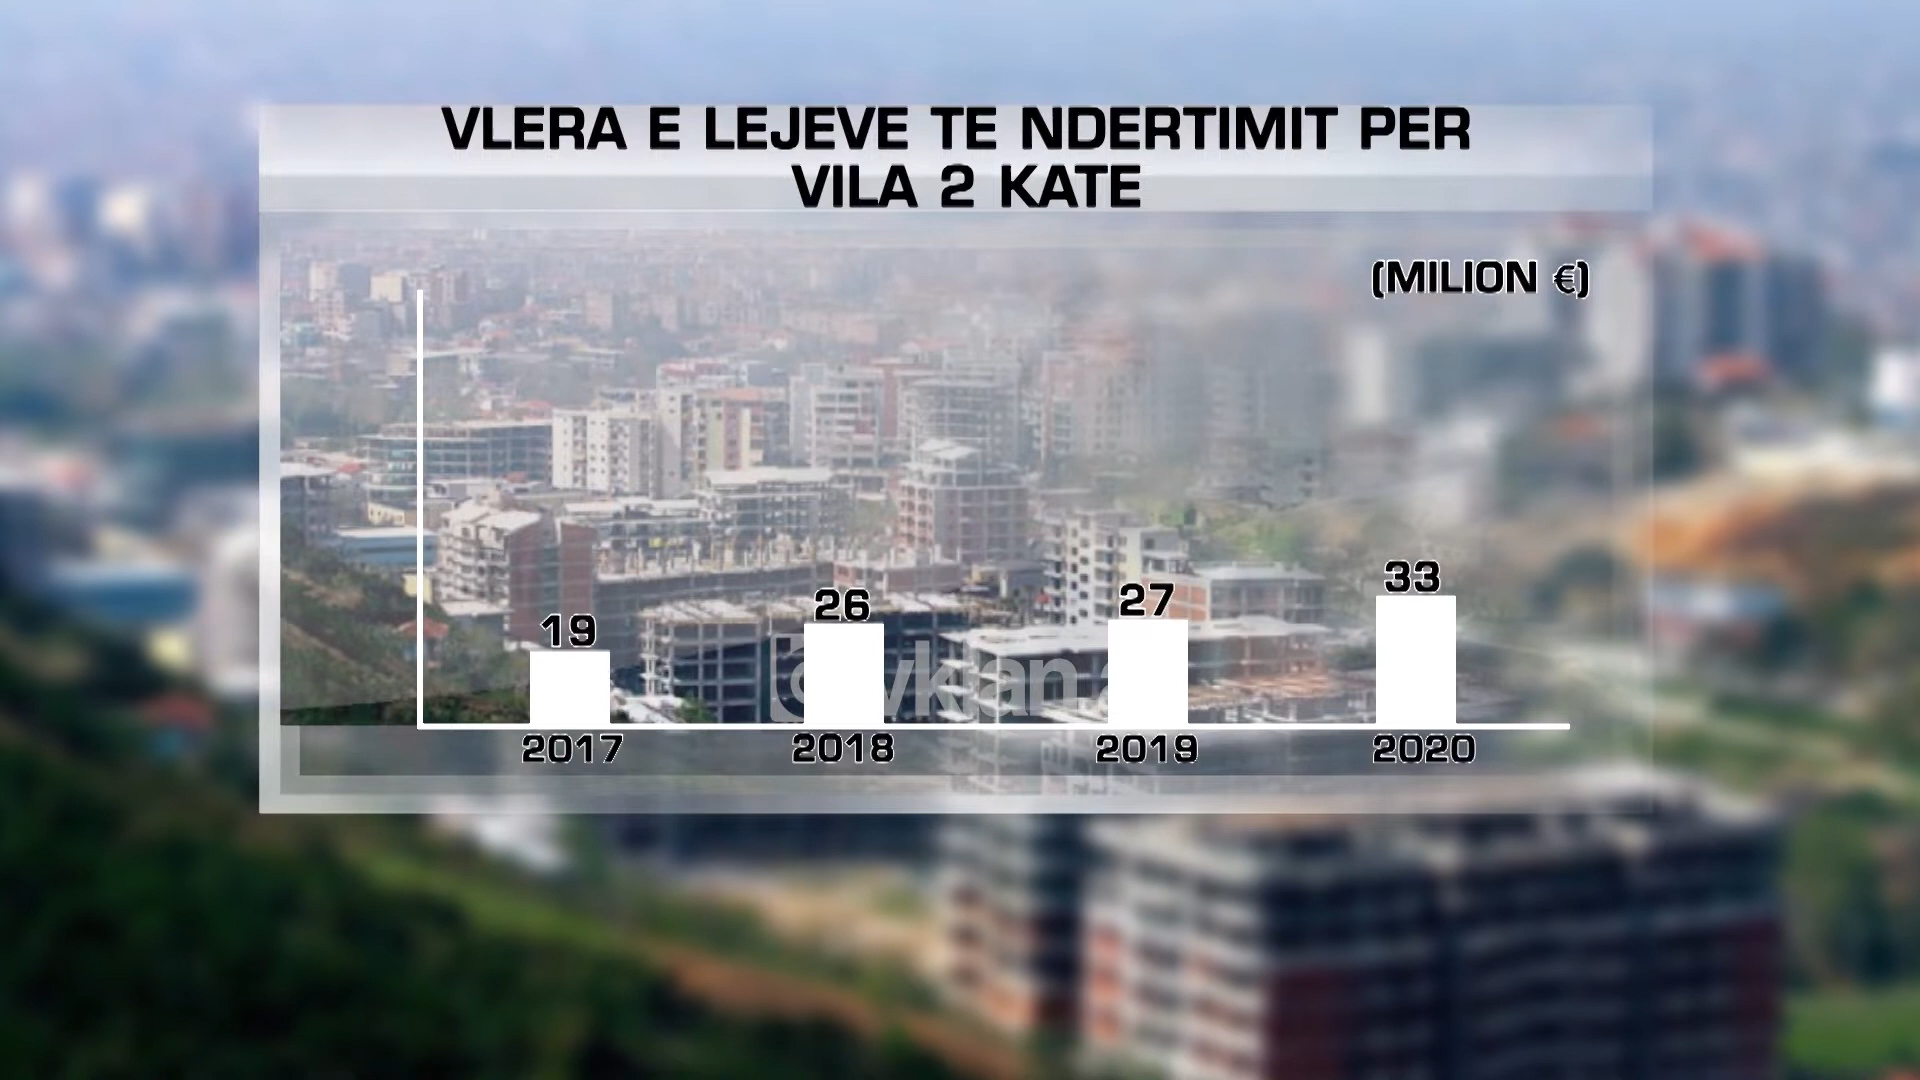 VLERA E LEJEVE TE NDERTIMIT PER
VILA 2 KATE
(MILION €)
19
26
27
33
2017
2018
2019
2020